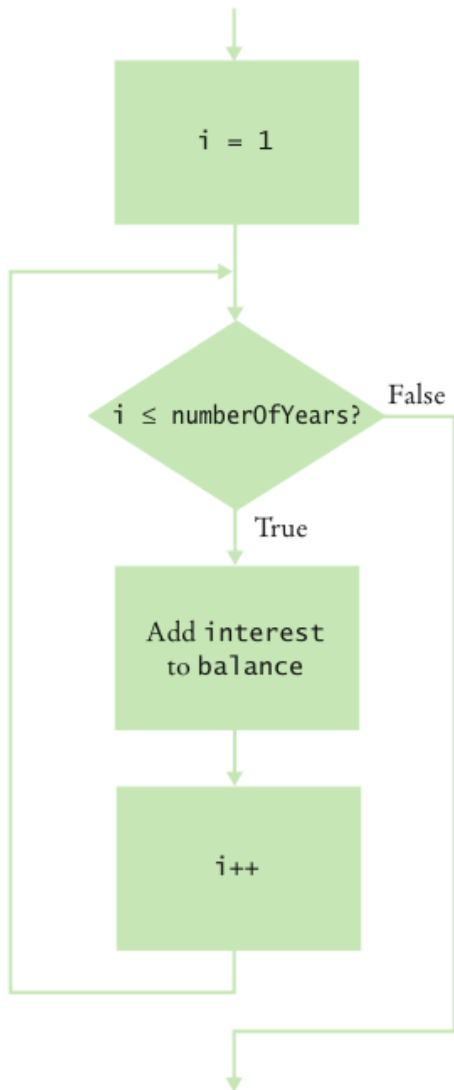 i = 1
i ≤ numberOfYears?
False
True
Add interest
to balance
i++